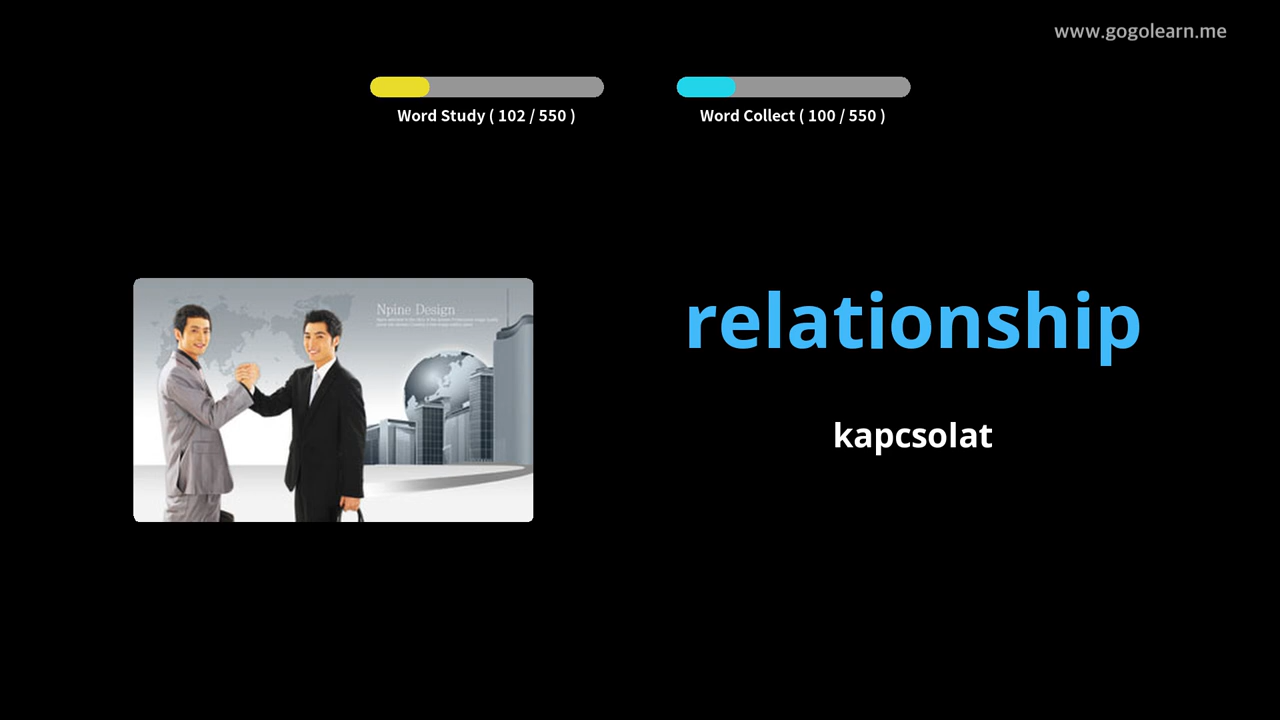 www.gogolearn.me
Word Study ( 102 / 550 )
Word Collect ( 100 / 550 )
Npine Design
relationship
kapcsolat